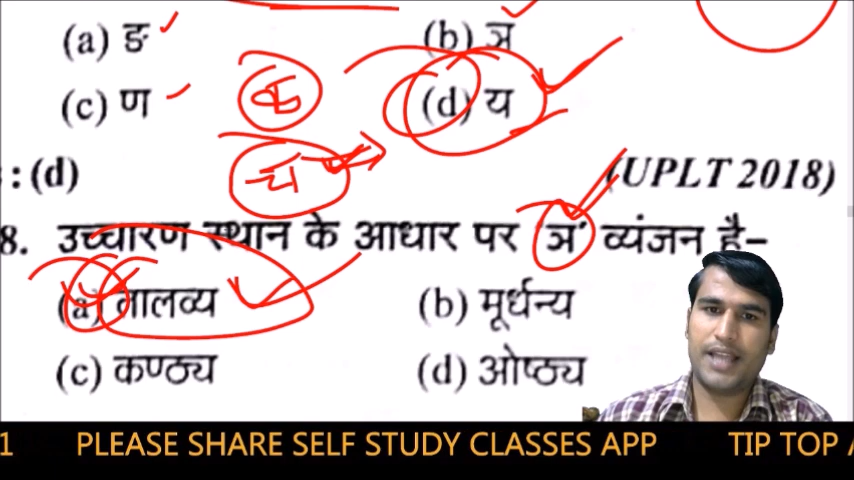 (a) ङ (b) ञ
(c) ण क (d) य
: (d) च (UPLT 2018)
8. उच्चारण स्थान के आधार पर 'ञ' व्यंजन है–
(a) तालव्य (b) मूर्धन्य
(c) कण्ठ्य (d) ओष्ठ्य
1 PLEASE SHARE SELF STUDY CLASSES APP TIP TOP A